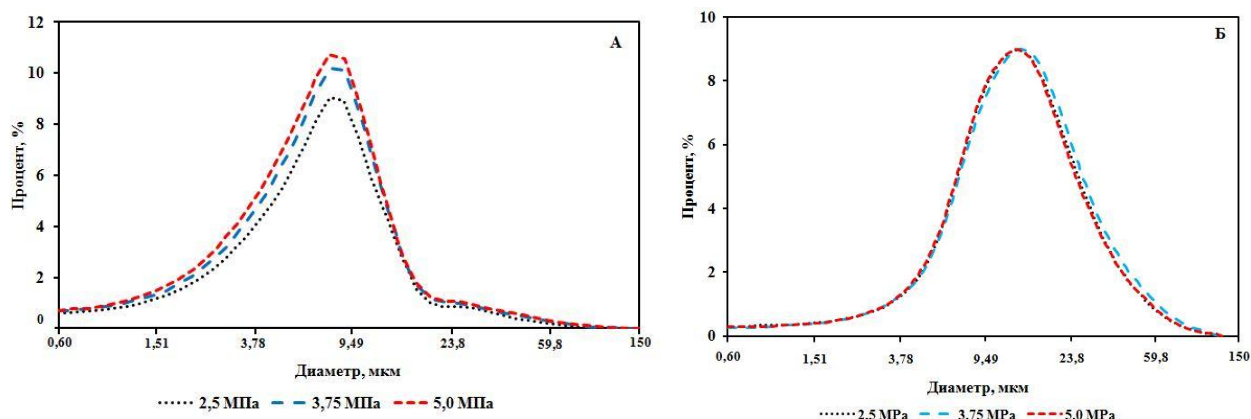 А
12
10
8
6
4
2
0
Процент, %
0,60
1,51
3,78
9,49
23,8
59,8
150
Диаметр, мкм
2,5 МПа
3,75 МПа
5,0 МПа
Б
10
8
6
4
2
0
Процент, %
0,60
1,51
3,78
9,49
23,8
59,8
150
Диаметр, мкм
2,5 MPa
3,75 MPa
5,0 MPa